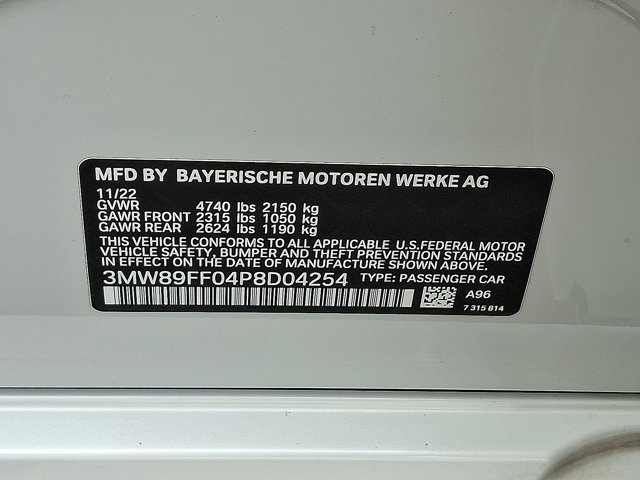 MFD BY BAYERISCHE MOTOREN WERKE AG
11/22
GVWR 4740 lbs 2150 kg
GAWR FRONT 2315 lbs 1050 kg
GAWR REAR 2624 lbs 1190 kg
THIS VEHICLE CONFORMS TO ALL APPLICABLE U.S.FEDERAL MOTOR
VEHICLE SAFETY, BUMPER AND THEFT PREVENTION STANDARDS
IN EFFECT ON THE DATE OF MANUFACTURE SHOWN ABOVE.
3MW89FF04P8D04254 TYPE: PASSENGER CAR
A96
7 315 814